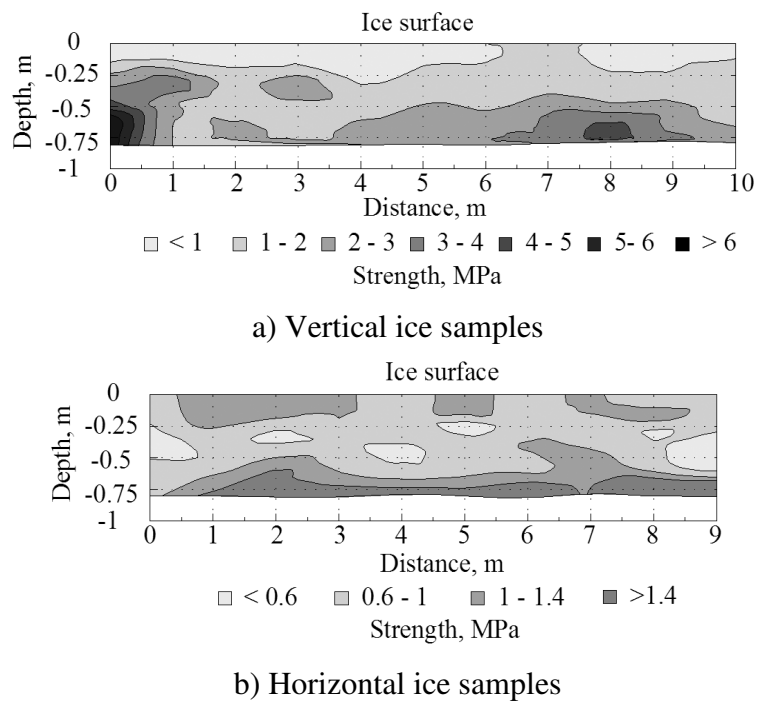 Ice surface
0
-0.25
-0.5
-0.75
-1
Depth, m
0 1 2 3 4 5 6 7 8 9 10
Distance, m
< 1 1 - 2 2 - 3 3 - 4 4 - 5 5- 6 > 6
Strength, MPa
a) Vertical ice samples
Ice surface
0
-0.25
-0.5
-0.75
-1
Depth, m
0 1 2 3 4 5 6 7 8 9
Distance, m
< 0.6 0.6 - 1 1 - 1.4 >1.4
Strength, MPa
b) Horizontal ice samples